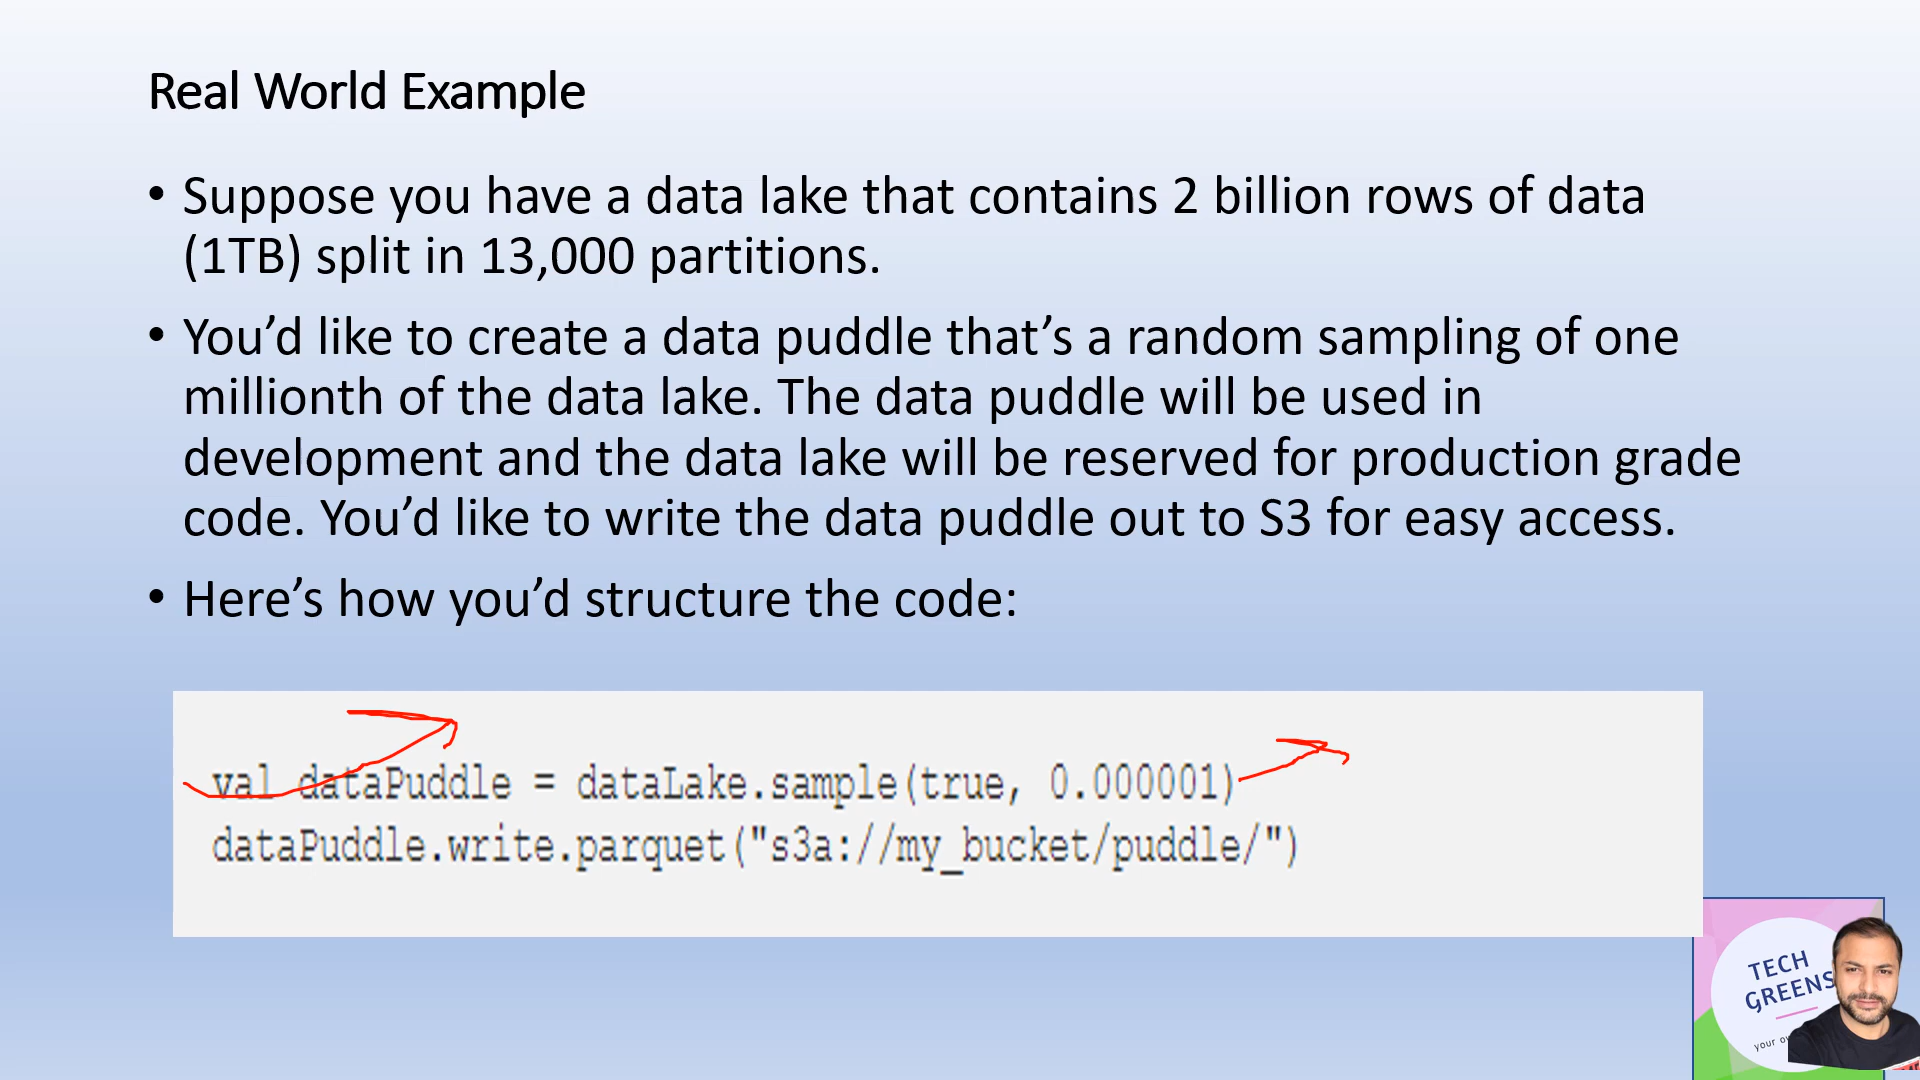 Real World Example
• Suppose you have a data lake that contains 2 billion rows of data
(1TB) split in 13,000 partitions.
• You’d like to create a data puddle that’s a random sampling of one
millionth of the data lake. The data puddle will be used in
development and the data lake will be reserved for production grade
code. You’d like to write the data puddle out to S3 for easy access.
• Here’s how you’d structure the code:
val dataPuddle = dataLake.sample(true, 0.000001)
dataPuddle.write.parquet("s3a://my_bucket/puddle/")
TECH
GREENS
your